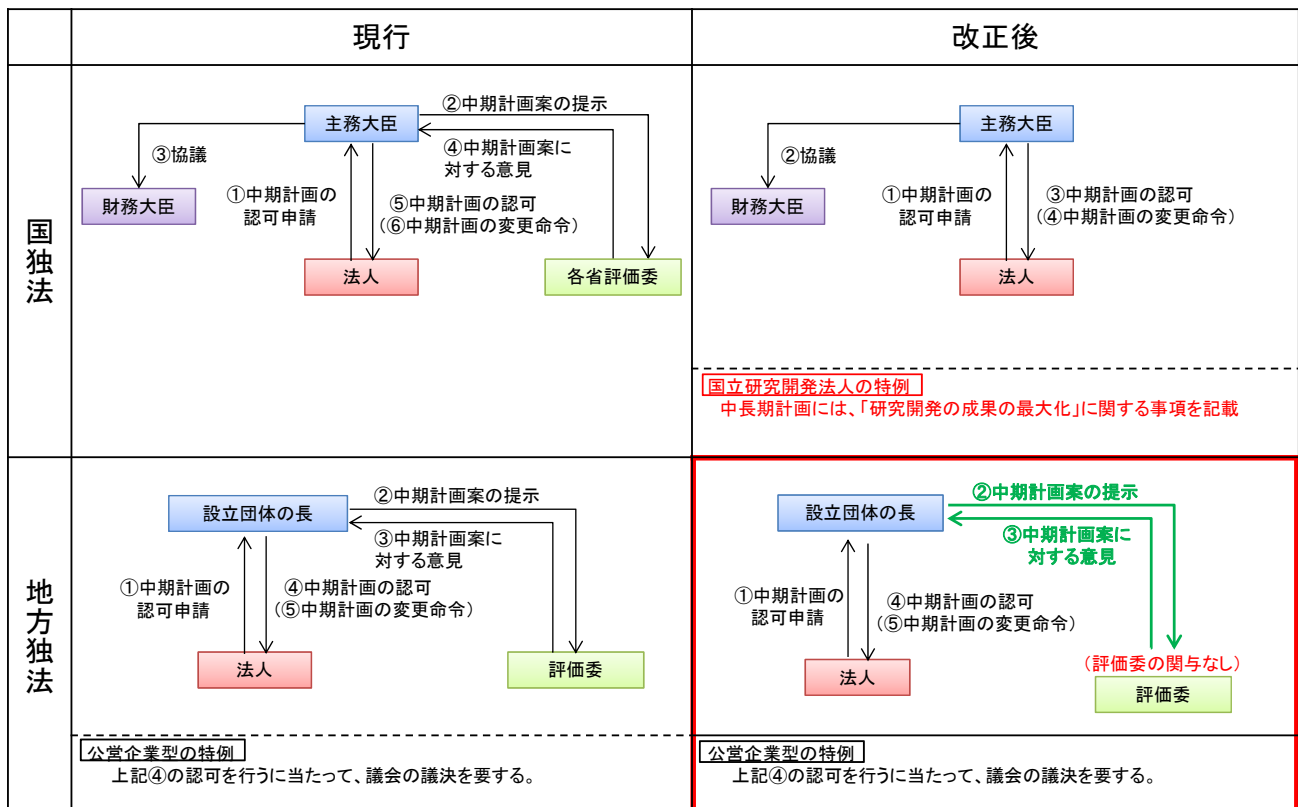 現行
改正後
国独法
主務大臣
②中期計画案の提示
③協議
④中期計画案に
対する意見
財務大臣
①中期計画の
認可申請
⑤中期計画の認可
(⑥中期計画の変更命令)
法人
各省評価委
主務大臣
②協議
財務大臣
①中期計画の
認可申請
③中期計画の認可
(④中期計画の変更命令)
法人
国立研究開発法人の特例
中長期計画には、「研究開発の成果の最大化」に関する事項を記載
地方独法
設立団体の長
②中期計画案の提示
③中期計画案に
対する意見
①中期計画の
認可申請
④中期計画の認可
(⑤中期計画の変更命令)
法人
評価委
公営企業型の特例
上記④の認可を行うに当たって、議会の議決を要する。
設立団体の長
②中期計画案の提示
③中期計画案に
対する意見
①中期計画の
認可申請
④中期計画の認可
(⑤中期計画の変更命令)
(評価委の関与なし)
法人
評価委
公営企業型の特例
上記④の認可を行うに当たって、議会の議決を要する。